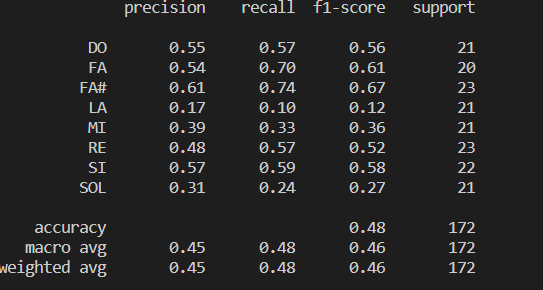 precision recall f1-score support
DO 0.55 0.57 0.56 21
FA 0.54 0.70 0.61 20
FA# 0.61 0.74 0.67 23
LA 0.17 0.10 0.12 21
MI 0.39 0.33 0.36 21
RE 0.48 0.57 0.52 23
SI 0.57 0.59 0.58 22
SOL 0.31 0.24 0.27 21
accuracy 0.48 172
macro avg 0.45 0.48 0.46 172
weighted avg 0.45 0.48 0.46 172